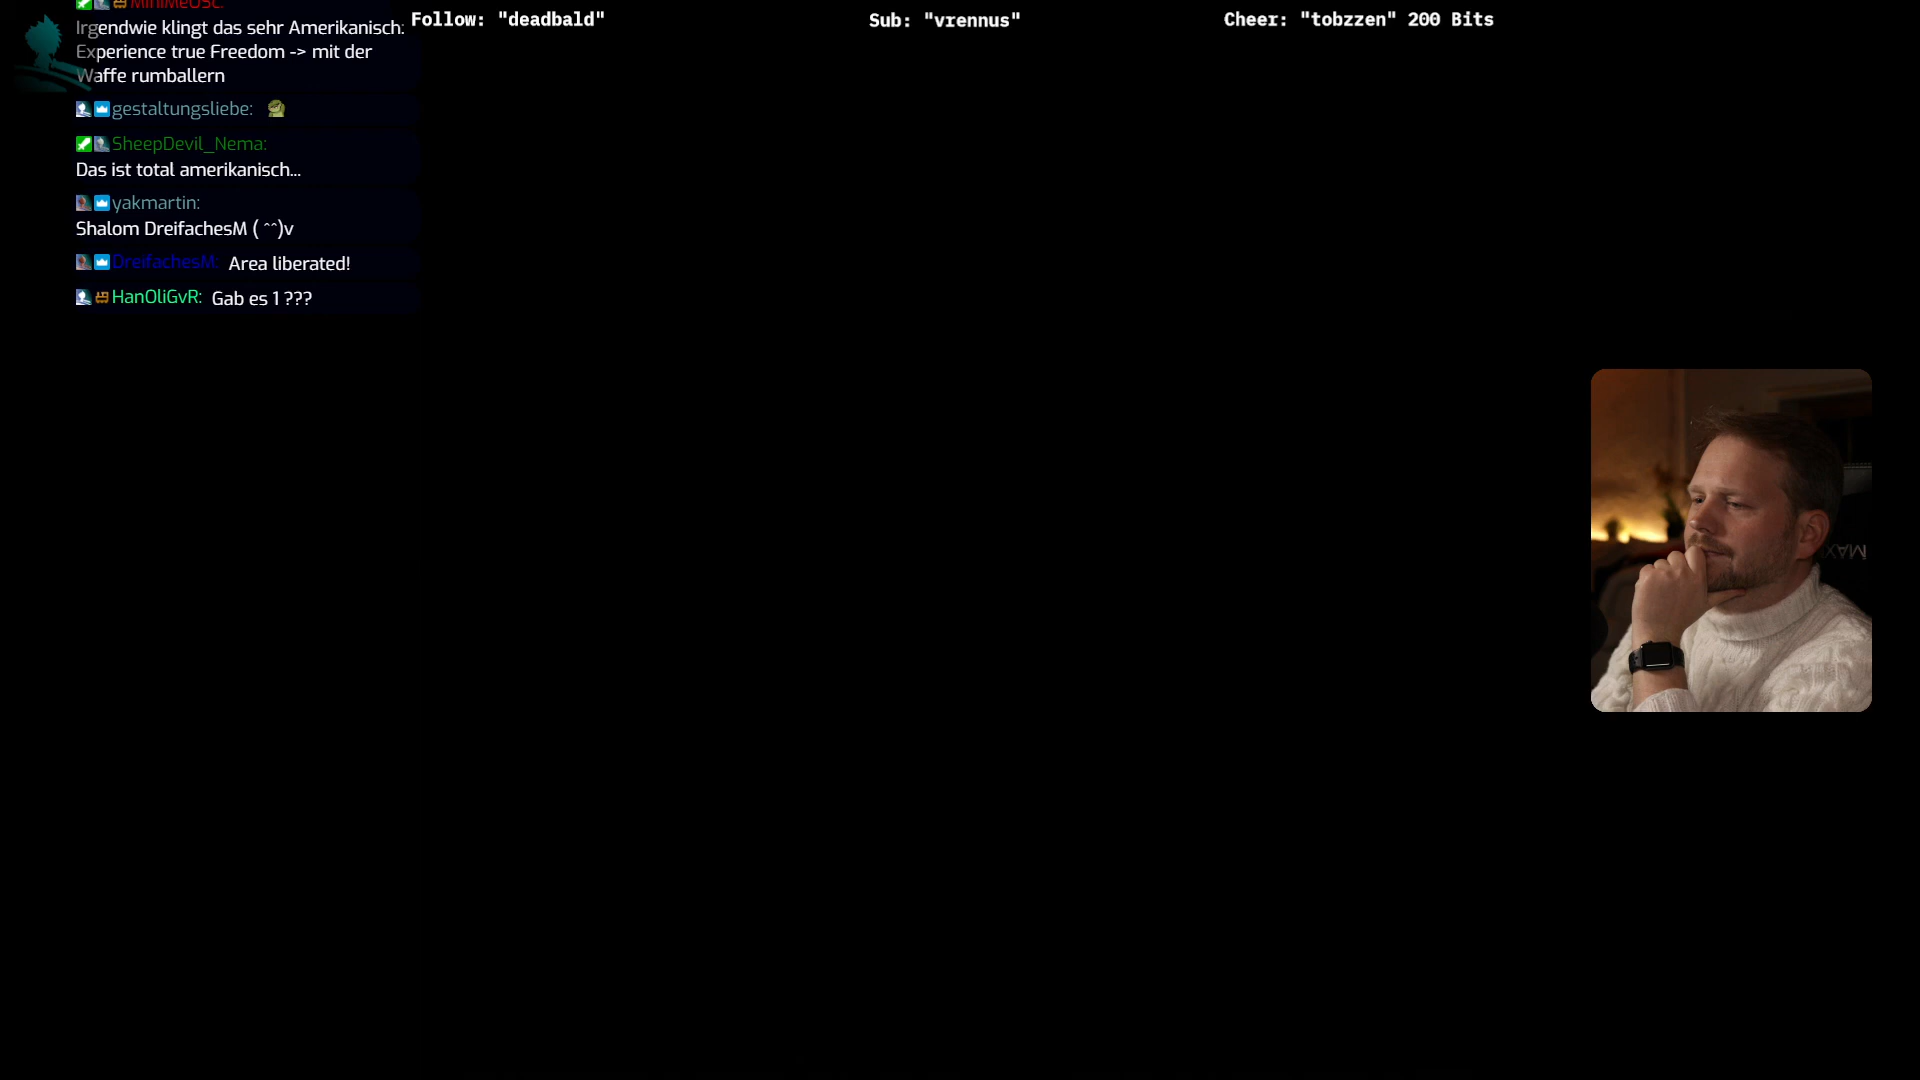 MiniMeOSc:
Follow: "deadbald"
Sub: "vrennus"
Cheer: "tobzzen" 200 Bits
Irgendwie klingt das sehr Amerikanisch:
Experience true Freedom -> mit der
Waffe rumballern
gestaltungsliebe:
SheepDevil_Nema:
Das ist total amerikanisch...
yakmartin:
Shalom DreifachesM ( ^^)v
DreifachesM: Area liberated!
HanOliGvR: Gab es 1 ???